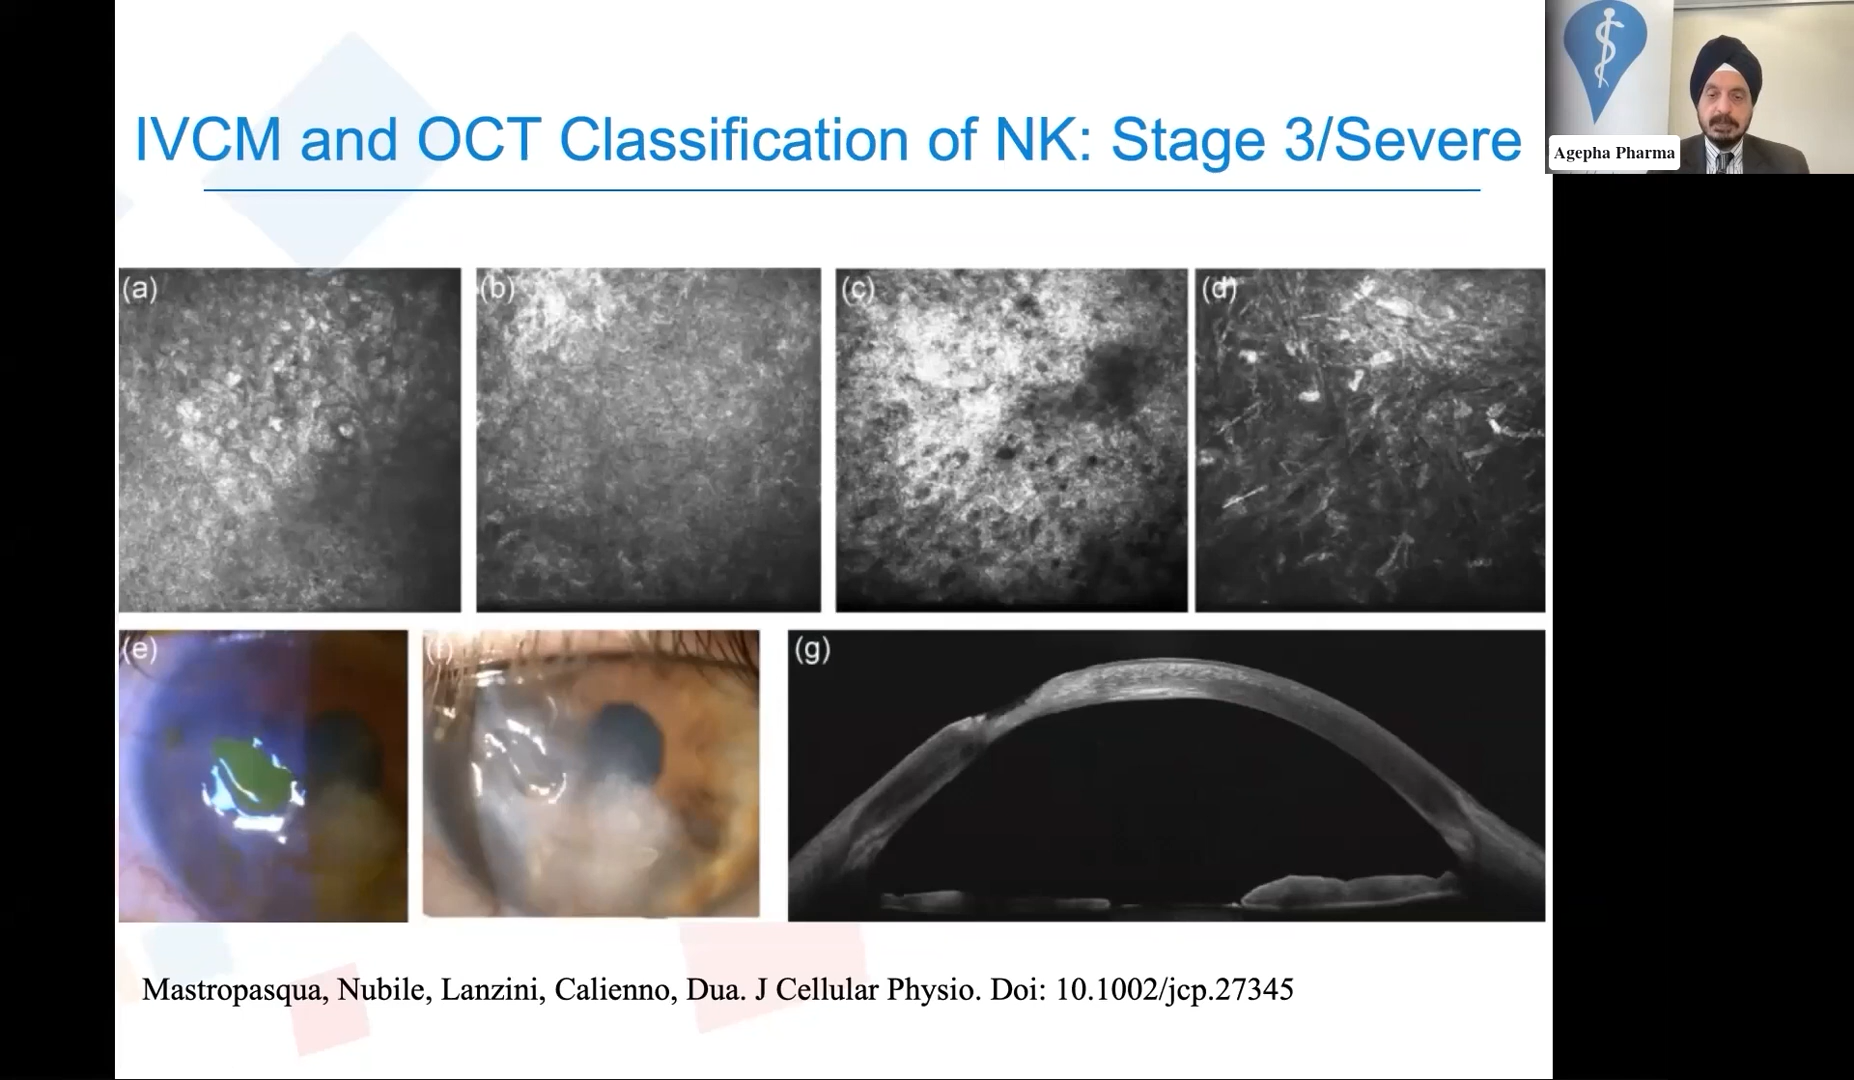 IVCM and OCT Classification of NK: Stage 3/Severe
Agepha Pharma
(a)
(b)
(c)
(d)
(e)
(f)
(g)
Mastropasqua, Nubile, Lanzini, Calienno, Dua. J Cellular Physio. Doi: 10.1002/jcp.27345